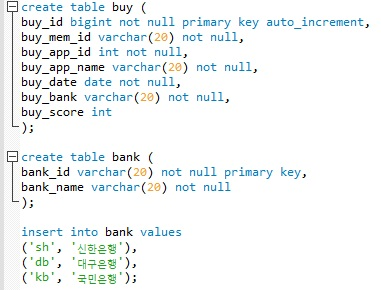 create table buy (
buy_id bigint not null primary key auto_increment,
buy_mem_id varchar(20) not null,
buy_app_id int not null,
buy_app_name varchar(20) not null,
buy_date date not null,
buy_bank varchar(20) not null,
buy_score int
);
create table bank (
bank_id varchar(20) not null primary key,
bank_name varchar(20) not null
);
insert into bank values
('sh', '신한은행'),
('db', '대구은행'),
('kb', '국민은행');